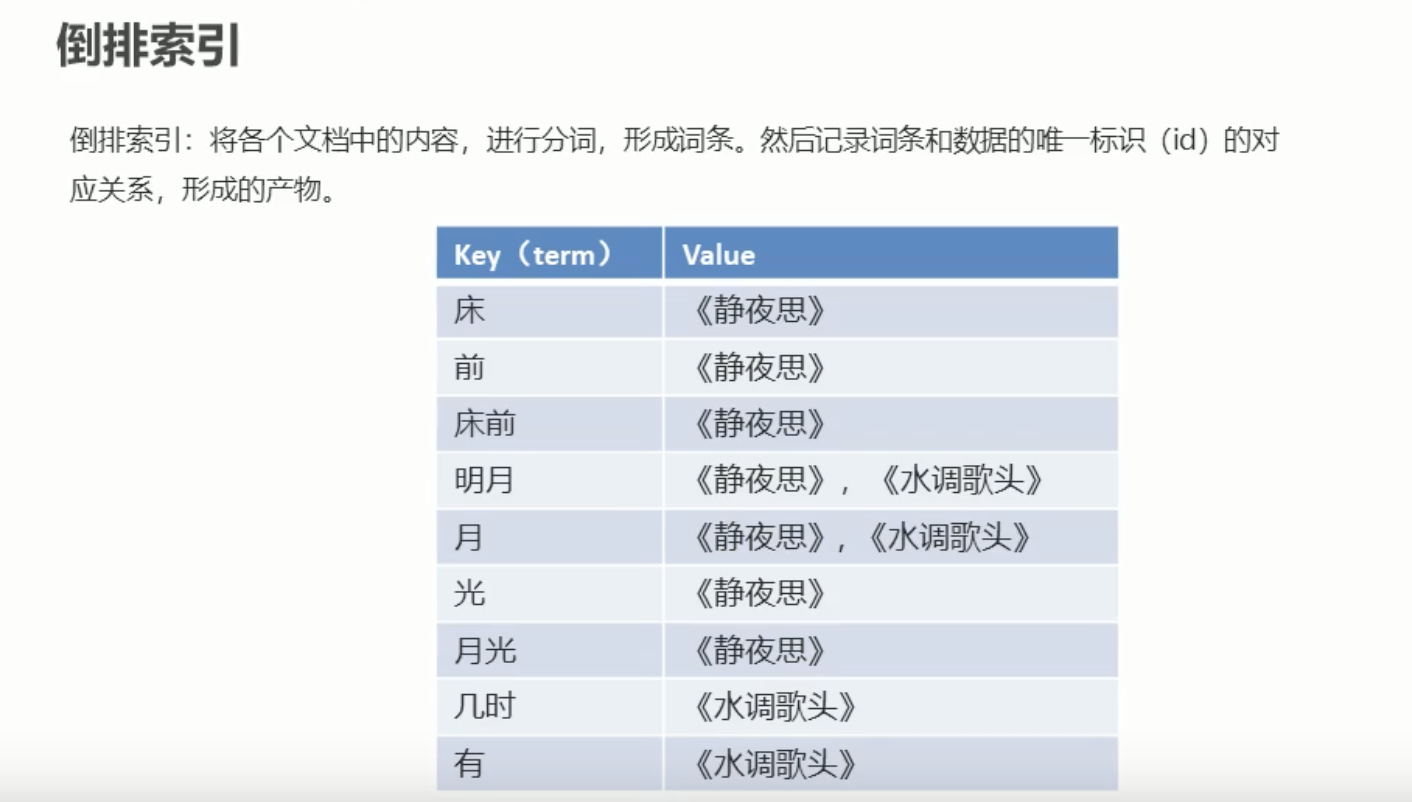 倒排索引
倒排索引：将各个文档中的内容，进行分词，形成词条。然后记录词条和数据的唯一标识（id）的对
应关系，形成的产物。
Key（term） Value
床 《静夜思》
前 《静夜思》
床前 《静夜思》
明月 《静夜思》，《水调歌头》
月 《静夜思》,《水调歌头》
光 《静夜思》
月光 《静夜思》
几时 《水调歌头》
有 《水调歌头》